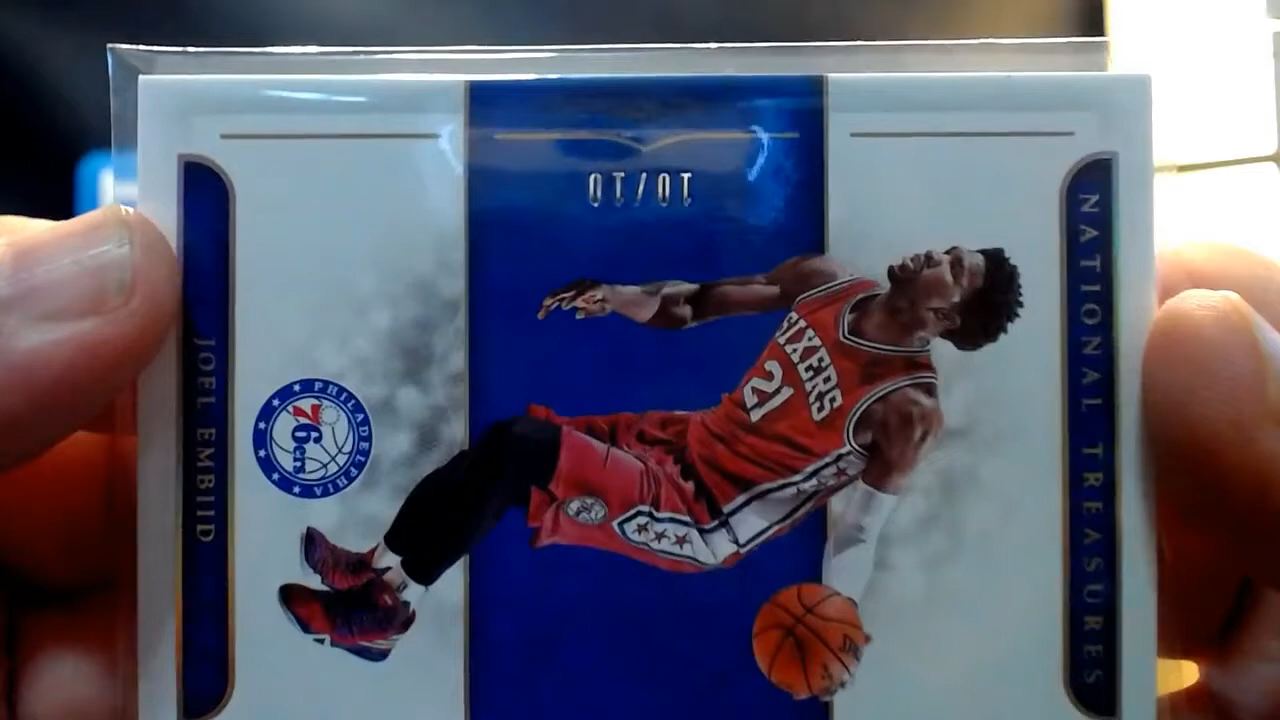 NATIONAL TREASURES
10/10
SIXERS
21
PHILADELPHIA
76ers
JOEL EMBIID